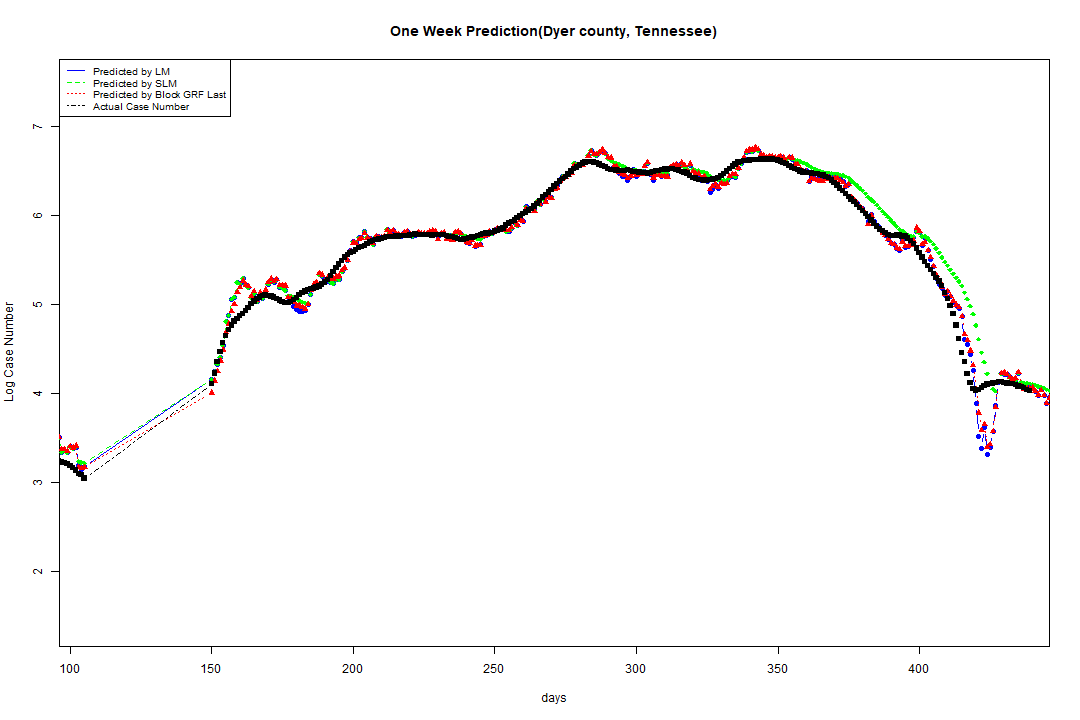 One Week Prediction(Dyer county, Tennessee)
Predicted by LM
Predicted by SLM
Predicted by Block GRF Last
Actual Case Number
7
6
5
4
3
2
Log Case Number
100 150 200 250 300 350 400
days